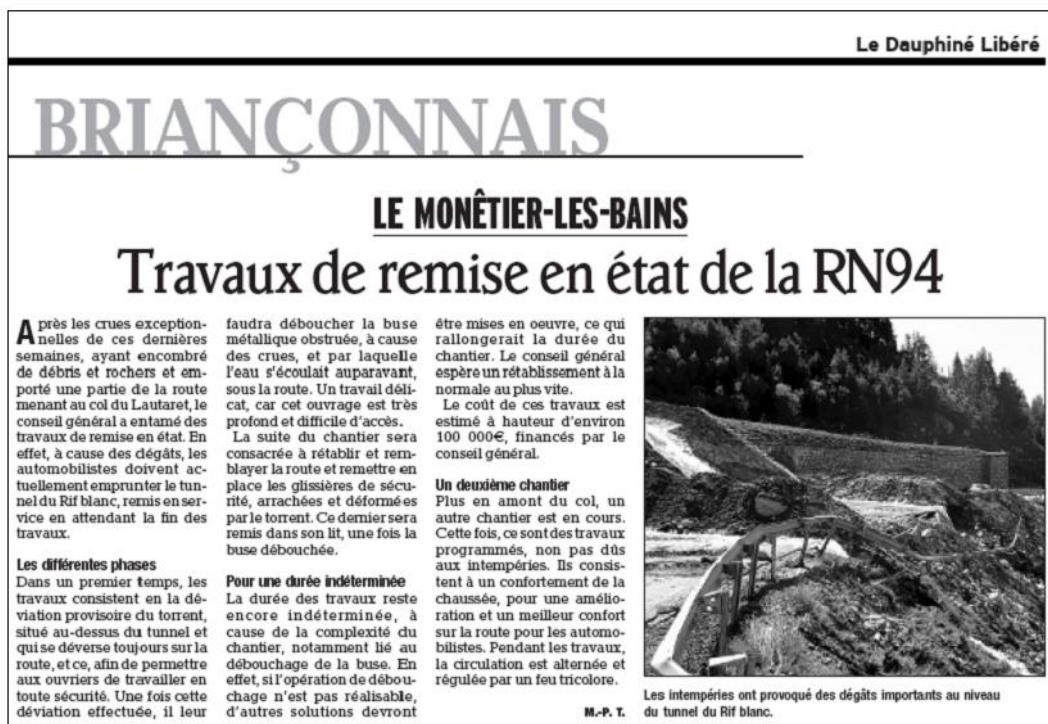 Le Dauphiné Libéré
BRIANÇONNAIS
LE MONÊTIER-LES-BAINS
Travaux de remise en état de la RN94
Après les crues exception-
nelles de ces dernières
semaines, ayant encombré
de débris et rochers et em-
porté une partie de la route
menant au col du Lautaret, le
conseil général a entamé des
travaux de remise en état. En
effet, à cause des dégâts, les
automobilistes doivent ac-
tuellement emprunter le tun-
nel du Rif blanc, remis en ser-
vice en attendant la fin des
travaux.
Les différentes phases
Dans un premier temps, les
travaux consistent en la dé-
viation provisoire du torrent,
situé au-dessus du tunnel et
qui se déverse toujours sur la
route, et ce, afin de permettre
aux ouvriers de travailler en
toute sécurité. Une fois cette
déviation effectuée, il leur
faudra déboucher la buse
métallique obstruée, à cause
des crues, et par laquelle
l'eau s'écoulait auparavant,
sous la route. Un travail déli-
cat, car cet ouvrage est très
profond et difficile d'accès.
La suite du chantier sera
consacrée à rétablir et rem-
blayer la route et remettre en
place les glissières de sécu-
rité, arrachées et déformées
par le torrent. Ce dernier sera
remis dans son lit, une fois la
buse débouchée.
Pour une durée indéterminée
La durée des travaux reste
encore indéterminée, à
cause de la complexité du
chantier, notamment lié au
débouchage de la buse. En
effet, si l'opération de débou-
chage n'est pas réalisable,
d'autres solutions devront
être mises en oeuvre, ce qui
rallongerait la durée du
chantier. Le conseil général
espère un rétablissement à la
normale au plus vite.
Le coût de ces travaux est
estimé à hauteur d'environ
100 000€, financés par le
conseil général.
Un deuxième chantier
Plus en amont du col, un
autre chantier est en cours.
Cette fois, ce sont des travaux
programmés, non pas dûs
aux intempéries. Ils consis-
tent à un confortement de la
chaussée, pour une amélio-
ration et un meilleur confort
sur la route pour les automo-
bilistes. Pendant les travaux,
la circulation est alternée et
régulée par un feu tricolore.
M.-P. T.
Les intempéries ont provoqué des dégâts importants au niveau
du tunnel du Rif blanc.